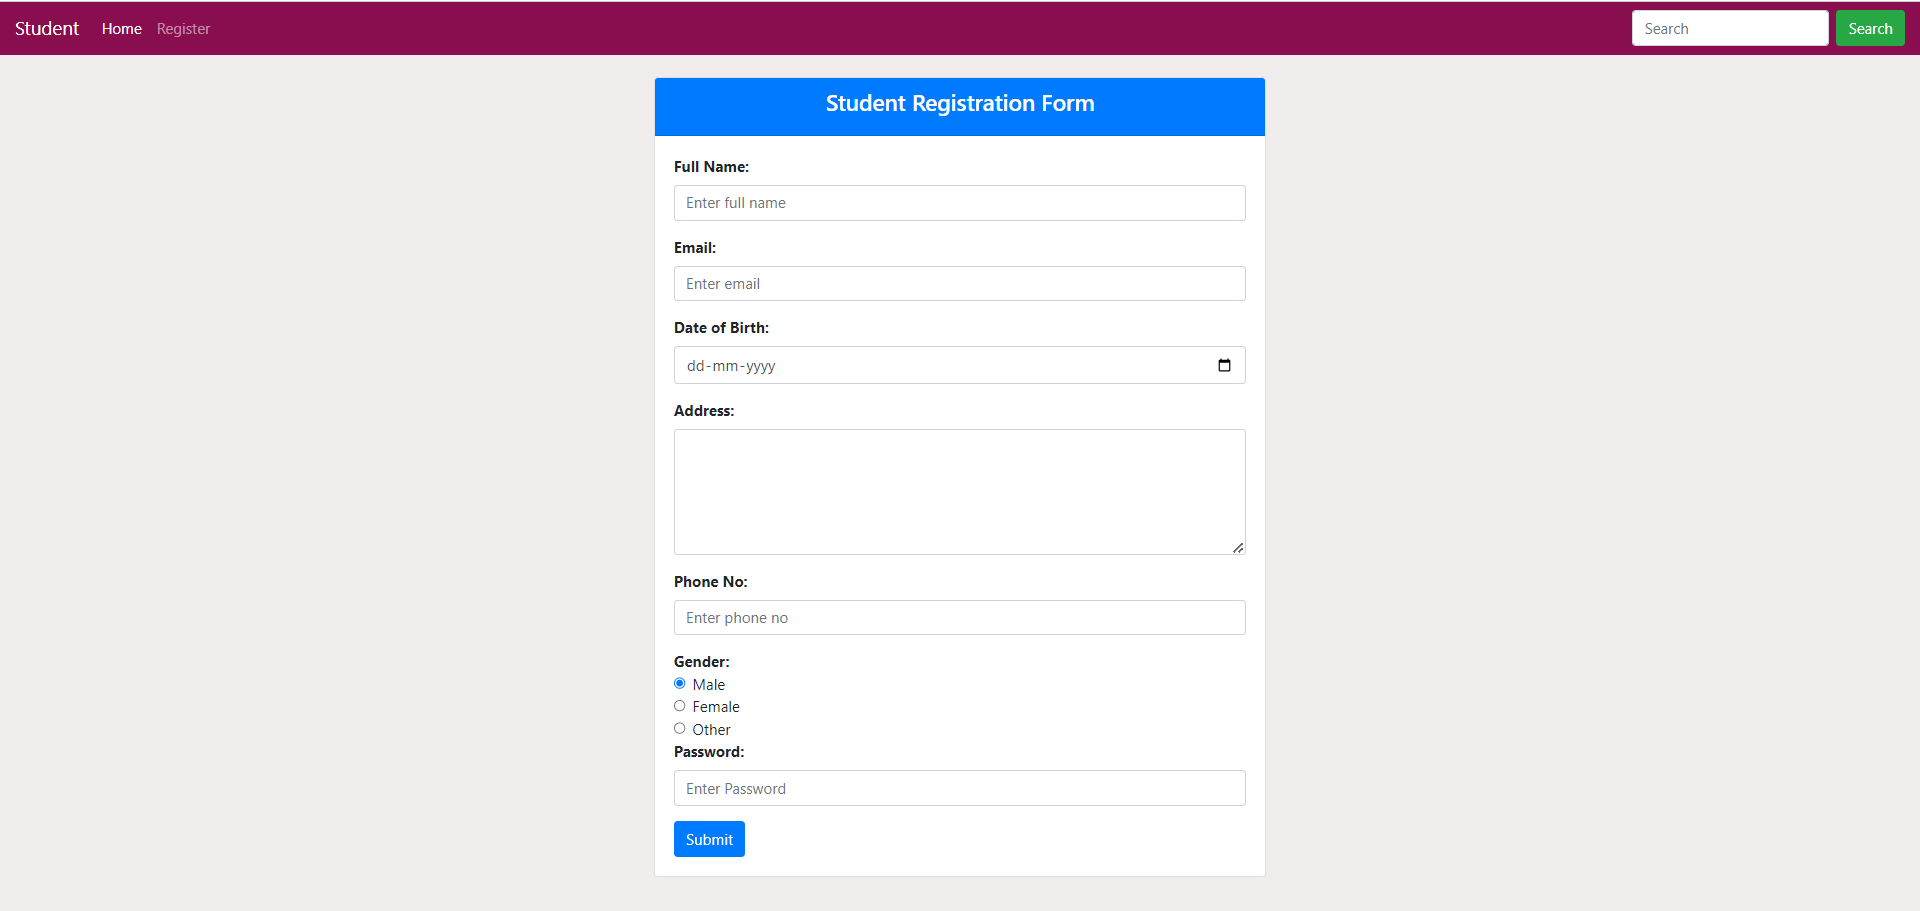 Student Home Register Search Search
Student Registration Form
Full Name:
Enter full name
Email:
Enter email
Date of Birth:
dd-mm-yyyy
Address:
Phone No:
Enter phone no
Gender:
Male
Female
Other
Password:
Enter Password
Submit